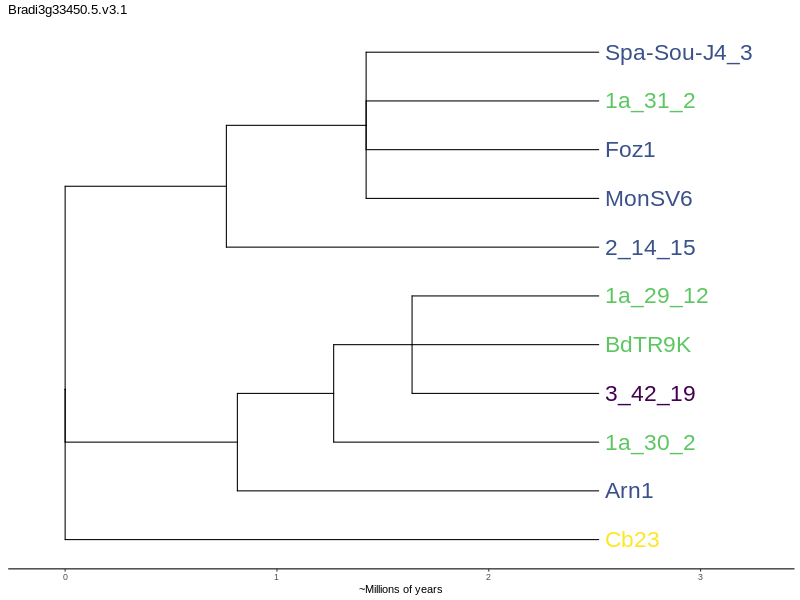 Bradi3g33450.5.v3.1
Spa-Sou-J4_3
1a_31_2
Foz1
MonSV6
2_14_15
1a_29_12
BdTR9K
3_42_19
1a_30_2
Arn1
Cb23
0 1 2 3
~Millions of years